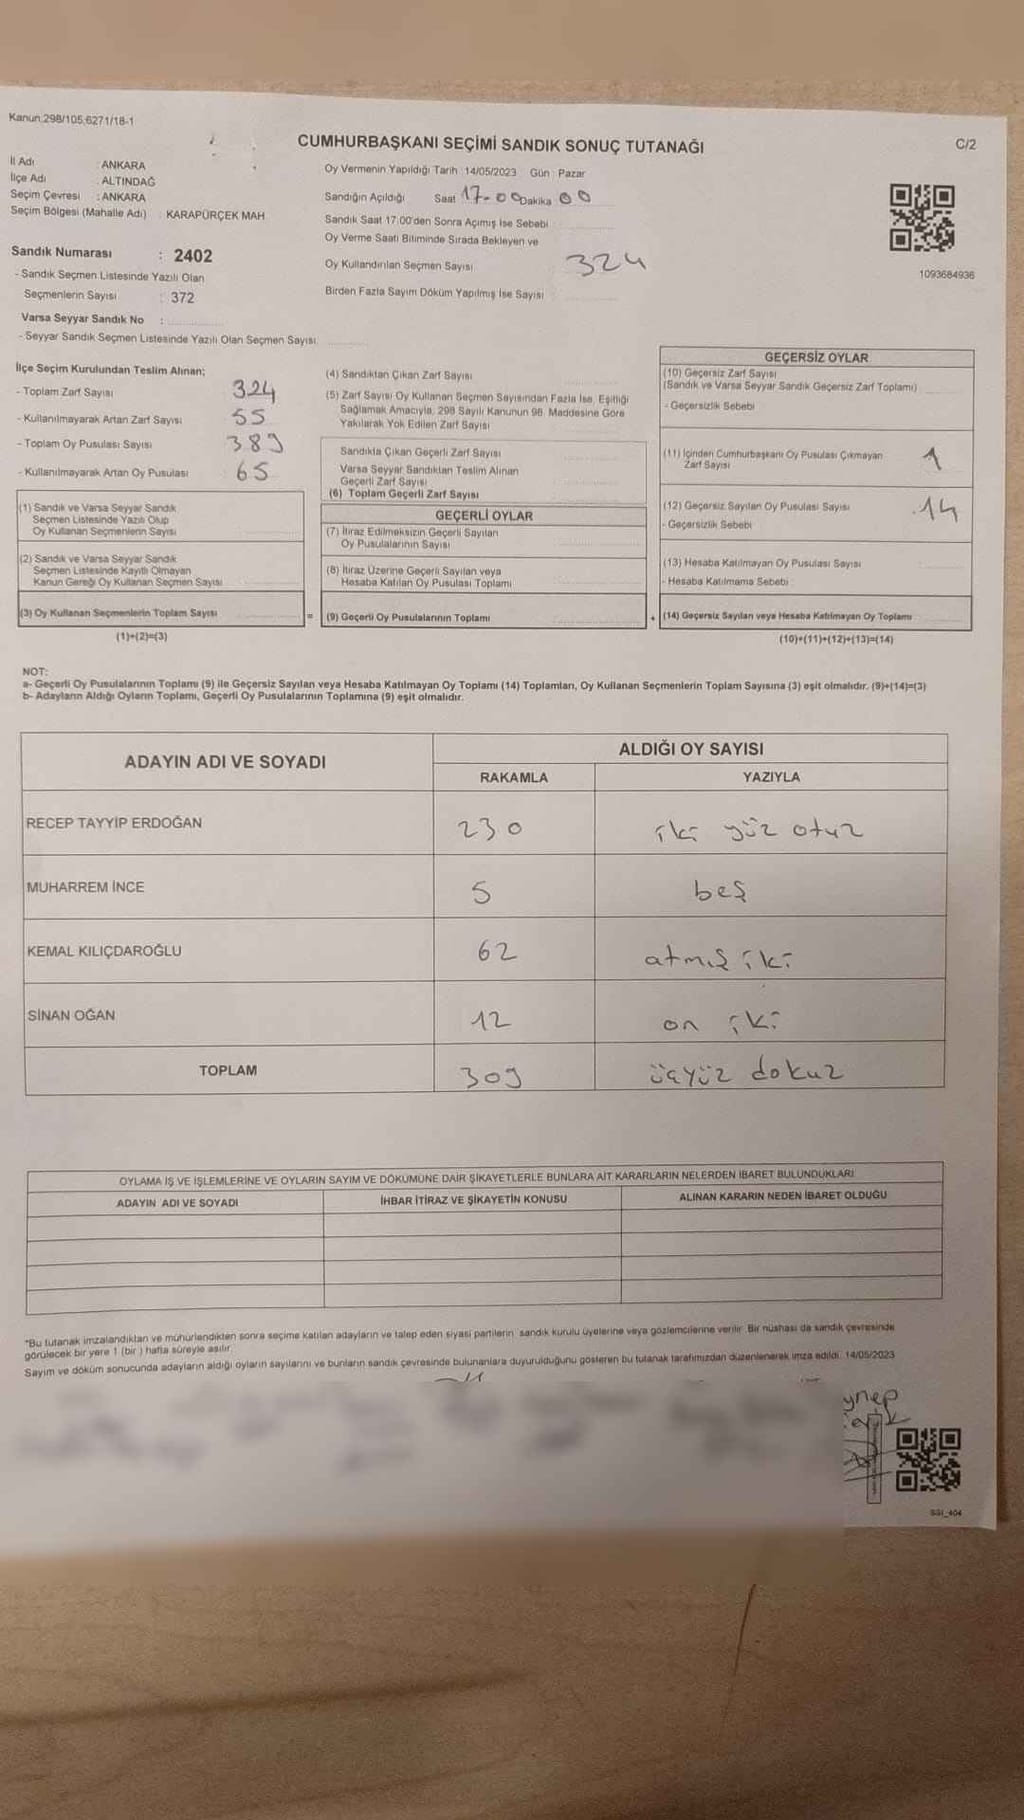 Kanun,298/105,6271/18-1
CUMHURBAŞKANI SEÇİMİ SANDIK SONUÇ TUTANAĞI
C/2
İl Adı : ANKARA
İlçe Adı : ALTINDAĞ
Seçim Çevresi : ANKARA
Seçim Bölgesi (Mahalle Adı) : KARAPÜRÇEK MAH.
Sandık Numarası : 2402
- Sandık Seçmen Listesinde Yazılı Olan
Seçmenlerin Sayısı : 372
Varsa Seyyar Sandık No :
- Seyyar Sandık Seçmen Listesinde Yazılı Olan Seçmen Sayısı:
Oy Vermenin Yapıldığı Tarih : 14/05/2023 Gün : Pazar
Sandığın Açıldığı Saat 17-00 Dakika 00
Sandık Saat 17:00'den Sonra Açımış İse Sebebi
Oy Verme Saati Bitiminde Sırada Bekleyen ve
Oy Kullandırılan Seçmen Sayısı 324
Birden Fazla Sayım Döküm Yapılmış İse Sayısı
1093684936
İlçe Seçim Kurulundan Teslim Alınan;
- Toplam Zarf Sayısı 324
- Kullanılmayarak Artan Zarf Sayısı 55
- Toplam Oy Pusulası Sayısı 389
- Kullanılmayarak Artan Oy Pusulası 65
(1) Sandık ve Varsa Seyyar Sandık
Seçmen Listesinde Yazılı Olup
Oy Kullanan Seçmenlerin Sayısı
(2) Sandık ve Varsa Seyyar Sandık
Seçmen Listesinde Kayıtlı Olmayan
Kanun Gereği Oy Kullanan Seçmen Sayısı
(3) Oy Kullanan Seçmenlerin Toplam Sayısı
(1)+(2)=(3)
=
(4) Sandıktan Çıkan Zarf Sayısı
(5) Zarf Sayısı Oy Kullanan Seçmen Sayısından Fazla İse, Eşitliği
Sağlamak Amacıyla, 298 Sayılı Kanunun 98. Maddesine Göre
Yakılarak Yok Edilen Zarf Sayısı
Sandıkta Çıkan Geçerli Zarf Sayısı
Varsa Seyyar Sandıktan Teslim Alınan
Geçerli Zarf Sayısı
(6) Toplam Geçerli Zarf Sayısı
GEÇERLİ OYLAR
(7) İtiraz Edilmeksizin Geçerli Sayılan
Oy Pusulalarının Sayısı
(8) İtiraz Üzerine Geçerli Sayılan veya
Hesaba Katılan Oy Pusulası Toplamı
(9) Geçerli Oy Pusulalarının Toplamı
+
GEÇERSİZ OYLAR
(10) Geçersiz Zarf Sayısı
(Sandık ve Varsa Seyyar Sandık Geçersiz Zarf Toplamı)
- Geçersizlik Sebebi
(11) İçinden Cumhurbaşkanı Oy Pusulası Çıkmayan
Zarf Sayısı 1
(12) Geçersiz Sayılan Oy Pusulası Sayısı 14
- Geçersizlik Sebebi
(13) Hesaba Katılmayan Oy Pusulası Sayısı
- Hesaba Katılmama Sebebi
(14) Geçersiz Sayılan veya Hesaba Katılmayan Oy Toplamı
(10)+(11)+(12)+(13)=(14)
NOT:
a- Geçerli Oy Pusulalarının Toplamı (9) ile Geçersiz Sayılan veya Hesaba Katılmayan Oy Toplamı (14) Toplamları, Oy Kullanan Seçmenlerin Toplam Sayısına (3) eşit olmalıdır. (9)+(14)=(3)
b- Adayların Aldığı Oyların Toplamı, Geçerli Oy Pusulalarının Toplamına (9) eşit olmalıdır.
ADAYIN ADI VE SOYADI
ALDIĞI OY SAYISI
RAKAMLA YAZIYLA
RECEP TAYYİP ERDOĞAN 230 iki yüz otuz
MUHARREM İNCE 5 beş
KEMAL KILIÇDAROĞLU 62 atmış iki
SİNAN OĞAN 12 on iki
TOPLAM 309 üçyüz dokuz
OYLAMA İŞ VE İŞLEMLERİNE VE OYLARIN SAYIM VE DÖKÜMÜNE DAİR ŞİKAYETLERLE BUNLARA AİT KARARLARIN NELERDEN İBARET BULUNDUKLARI
ADAYIN ADI VE SOYADI İHBAR İTİRAZ VE ŞİKAYETİN KONUSU ALINAN KARARIN NEDEN İBARET OLDUĞU
*Bu tutanak imzalandıktan ve mühürlendikten sonra seçime katılan adayların ve talep eden siyasi partilerin sandık kurulu üyelerine veya gözlemcilerine verilir. Bir nüshası da sandık çevresinde
görülecek bir yere 1 (bir ) hafta süreyle asılır.
Sayım ve döküm sonucunda adayların aldığı oyların sayılarını ve bunların sandık çevresinde bulunanlara duyurulduğunu gösteren bu tutanak tarafımızdan düzenlenerek imza edildi. 14/05/2023
ynep
SGI_404